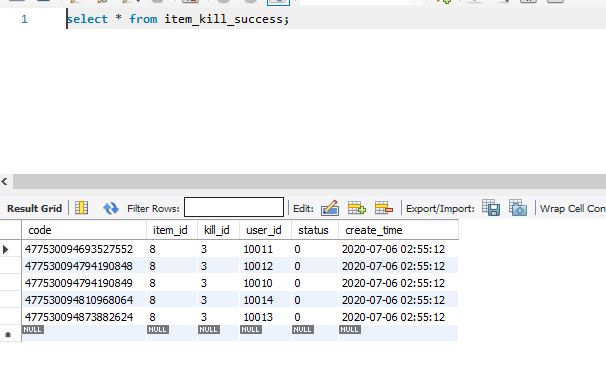 1 select * from item_kill_success;
Result Grid Filter Rows: Edit: Export/Import: Wrap Cell Con
code item_id kill_id user_id status create_time
477530094693527552 8 3 10011 0 2020-07-06 02:55:12
477530094794190848 8 3 10012 0 2020-07-06 02:55:12
477530094794190849 8 3 10010 0 2020-07-06 02:55:12
477530094810968064 8 3 10014 0 2020-07-06 02:55:12
477530094873882624 8 3 10013 0 2020-07-06 02:55:12
NULL NULL NULL NULL NULL NULL